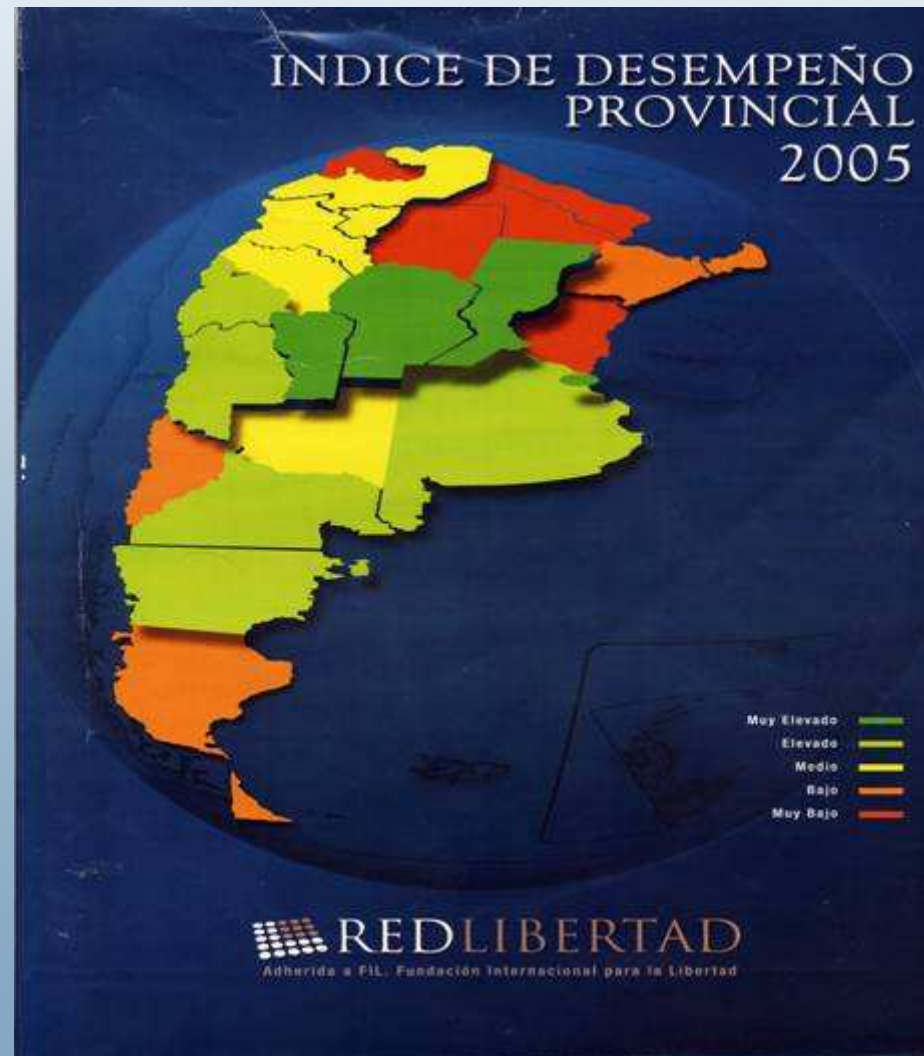 INDICE DE DESEMPEÑO
PROVINCIAL
2005
Muy Elevado
Elevado
Medio
Bajo
Muy Bajo
REDLIBERTAD
Adherida a FIL. Fundación Internacional para la Libertad